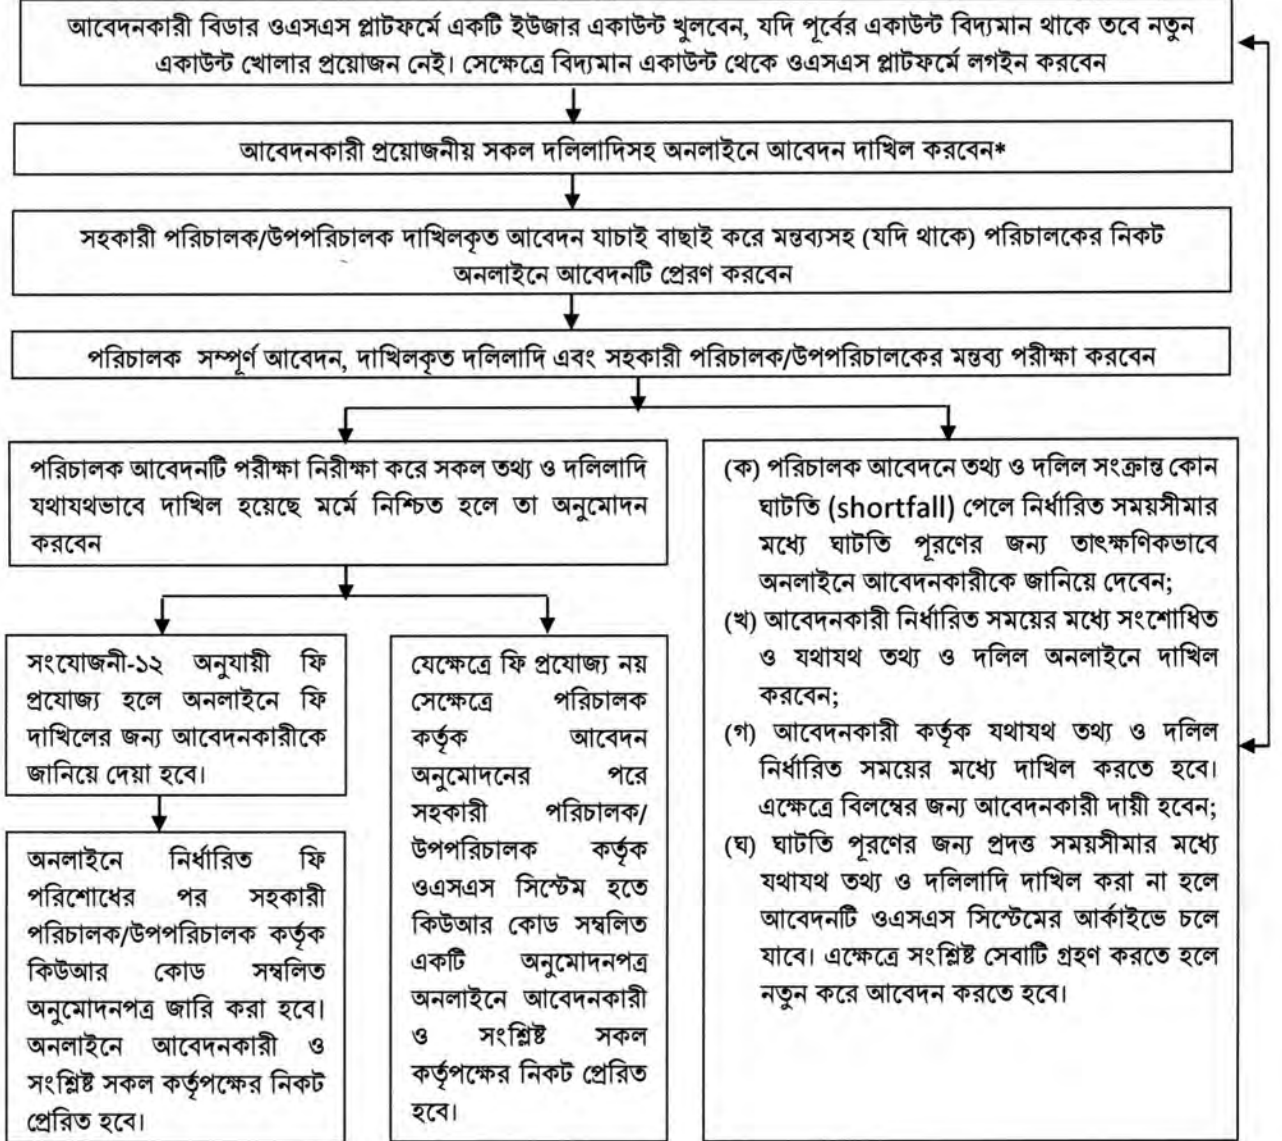 আবেদনকারী বিডার ওএসএস প্লাটফর্মে একটি ইউজার একাউন্ট খুলবেন, যদি পূর্বের একাউন্ট বিদ্যমান থাকে তবে নতুন
একাউন্ট খোলার প্রয়োজন নেই। সেক্ষেত্রে বিদ্যমান একাউন্ট থেকে ওএসএস প্লাটফর্মে লগইন করবেন
আবেদনকারী প্রয়োজনীয় সকল দলিলাদিসহ অনলাইনে আবেদন দাখিল করবেন*
সহকারী পরিচালক/উপপরিচালক দাখিলকৃত আবেদন যাচাই বাছাই করে মন্তব্যসহ (যদি থাকে) পরিচালকের নিকট
অনলাইনে আবেদনটি প্রেরণ করবেন
পরিচালক সম্পূর্ণ আবেদন, দাখিলকৃত দলিলাদি এবং সহকারী পরিচালক/উপপরিচালকের মন্তব্য পরীক্ষা করবেন
পরিচালক আবেদনটি পরীক্ষা নিরীক্ষা করে সকল তথ্য ও দলিলাদি
যথাযথভাবে দাখিল হয়েছে মর্মে নিশ্চিত হলে তা অনুমোদন
করবেন
সংযোজনী-১২ অনুযায়ী ফি
প্রযোজ্য হলে অনলাইনে ফি
দাখিলের জন্য আবেদনকারীকে
জানিয়ে দেয়া হবে।
অনলাইনে নির্ধারিত ফি
পরিশোধের পর সহকারী
পরিচালক/উপপরিচালক কর্তৃক
কিউআর কোড সম্বলিত
অনুমোদনপত্র জারি করা হবে।
অনলাইনে আবেদনকারী ও
সংশ্লিষ্ট সকল কর্তৃপক্ষের নিকট
প্রেরিত হবে।
যেক্ষেত্রে ফি প্রযোজ্য নয়
সেক্ষেত্রে পরিচালক
কর্তৃক আবেদন
অনুমোদনের পরে
সহকারী পরিচালক/
উপপরিচালক কর্তৃক
ওএসএস সিস্টেম হতে
কিউআর কোড সম্বলিত
একটি অনুমোদনপত্র
অনলাইনে আবেদনকারী
ও সংশ্লিষ্ট সকল
কর্তৃপক্ষের নিকট প্রেরিত
হবে।
(ক) পরিচালক আবেদনে তথ্য ও দলিল সংক্রান্ত কোন
ঘাটতি (shortfall) পেলে নির্ধারিত সময়সীমার
মধ্যে ঘাটতি পূরণের জন্য তাৎক্ষণিকভাবে
অনলাইনে আবেদনকারীকে জানিয়ে দেবেন;
(খ) আবেদনকারী নির্ধারিত সময়ের মধ্যে সংশোধিত
ও যথাযথ তথ্য ও দলিল অনলাইনে দাখিল
করবেন;
(গ) আবেদনকারী কর্তৃক যথাযথ তথ্য ও দলিল
নির্ধারিত সময়ের মধ্যে দাখিল করতে হবে।
এক্ষেত্রে বিলম্বের জন্য আবেদনকারী দায়ী হবেন;
(ঘ) ঘাটতি পূরণের জন্য প্রদত্ত সময়সীমার মধ্যে
যথাযথ তথ্য ও দলিলাদি দাখিল করা না হলে
আবেদনটি ওএসএস সিস্টেমের আর্কাইভে চলে
যাবে। এক্ষেত্রে সংশ্লিষ্ট সেবাটি গ্রহণ করতে হলে
নতুন করে আবেদন করতে হবে।